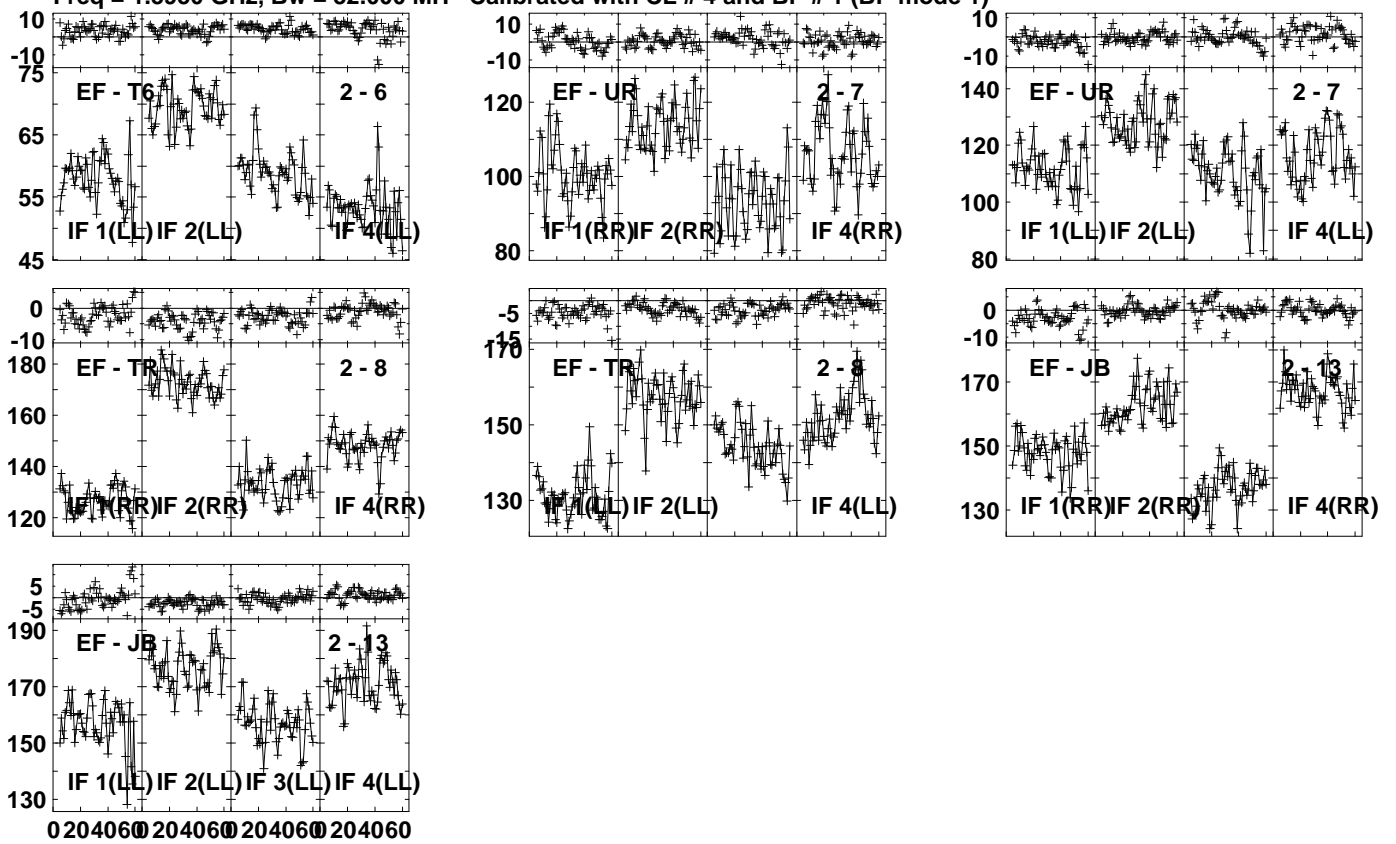 Calibrated with CL # 4 and BP # 1 (BP mode 1)
10
-10
75
65
55
45
EF - T6
2 - 6
IF 1(LL) IF 2(LL) IF 4(LL)
10
-10
120
100
80
EF - UR
2 - 7
IF 1(RR) IF 2(RR) IF 4(RR)
10
-10
140
120
100
80
EF - UR
2 - 7
IF 1(LL) IF 2(LL) IF 4(LL)
0
-10
180
160
140
120
EF - TR
2 - 8
IF 1(RR) IF 2(RR) IF 4(RR)
-5
-15
170
150
130
EF - TR
2 - 8
IF 1(LL) IF 2(LL) IF 4(LL)
0
-10
170
150
130
EF - JB
2 - 13
IF 1(RR) IF 2(RR) IF 4(RR)
5
-5
190
170
150
130
EF - JB
2 - 13
IF 1(LL) IF 2(LL) IF 3(LL) IF 4(LL)
0 20 40 60 0 20 40 60 0 20 40 60 0 20 40 60